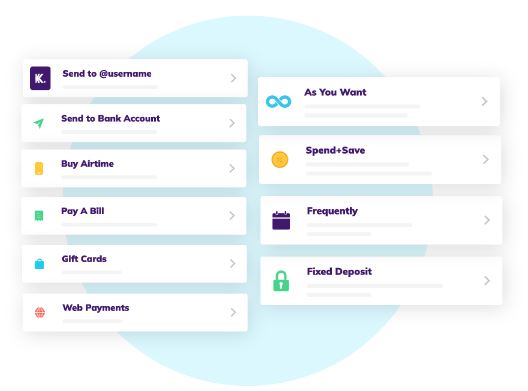 K.
Send to @username
Send to Bank Account
Buy Airtime
Pay A Bill
Gift Cards
Web Payments
As You Want
Spend+Save
Frequently
Fixed Deposit